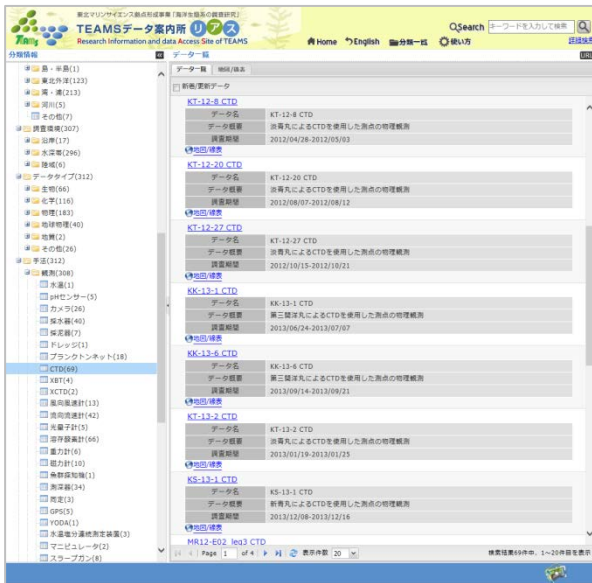 東北マリンサイエンス拠点形成事業「海洋生態系の調査研究」
TEAMSデータ案内所 リアス
Research Information and data Access Site of TEAMS
TEAMS
Search キーワードを入力して検索
Home English 分類一覧 使い方 詳細検索
分類情報
島・半島(1)
東北外洋(123)
湾・浦(213)
河川(5)
その他(7)
調査環境(307)
沿岸(17)
水深帯(296)
陸域(6)
データタイプ(312)
生物(66)
化学(116)
物理(183)
地球物理(40)
地質(2)
その他(26)
手法(312)
観測(308)
水温(1)
pHセンサー(5)
カメラ(26)
採水器(40)
採泥器(7)
ドレッジ(1)
プランクトンネット(18)
CTD(69)
XBT(4)
XCTD(2)
風向風速計(13)
流向流速計(42)
光量子計(5)
溶存酸素計(66)
重力計(6)
磁力計(10)
魚群探知機(1)
測深器(34)
雨定(3)
GPS(5)
YODA(1)
水温塩分連続測定装置(3)
マニピュレータ(2)
スラープガン(8)
データ一覧
URL
データ一覧 地図/線表
新着/更新データ
KT-12-8 CTD
データ名 KT-12-8 CTD
データ概要 淡青丸によるCTDを使用した測点の物理観測
調査期間 2012/04/28-2012/05/03
地図/線表
KT-12-20 CTD
データ名 KT-12-20 CTD
データ概要 淡青丸によるCTDを使用した測点の物理観測
調査期間 2012/08/07-2012/08/12
地図/線表
KT-12-27 CTD
データ名 KT-12-27 CTD
データ概要 淡青丸によるCTDを使用した測点の物理観測
調査期間 2012/10/15-2012/10/21
地図/線表
KK-13-1 CTD
データ名 KK-13-1 CTD
データ概要 第三開洋丸によるCTDを使用した測点の物理観測
調査期間 2013/06/24-2013/07/07
地図/線表
KK-13-6 CTD
データ名 KK-13-6 CTD
データ概要 第三開洋丸によるCTDを使用した測点の物理観測
調査期間 2013/09/14-2013/09/21
地図/線表
KT-13-2 CTD
データ名 KT-13-2 CTD
データ概要 淡青丸によるCTDを使用した測点の物理観測
調査期間 2013/01/19-2013/01/25
地図/線表
KS-13-1 CTD
データ名 KS-13-1 CTD
データ概要 新青丸によるCTDを使用した測点の物理観測
調査期間 2013/12/08-2013/12/16
地図/線表
MR12-E02_leg3 CTD
Page 1 of 4 表示件数 20 検索結果69件中、1～20件目を表示